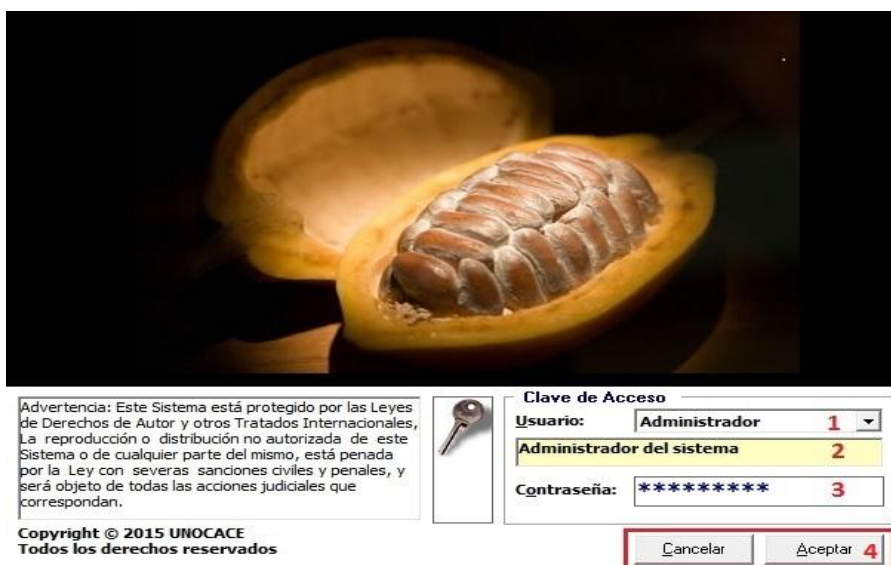 Advertencia: Este Sistema está protegido por las Leyes
de Derechos de Autor y otros Tratados Internacionales,
La reproducción o distribución no autorizada de este
Sistema o de cualquier parte del mismo, está penada
por la Ley con severas sanciones civiles y penales, y
será objeto de todas las acciones judiciales que
correspondan.
Copyright © 2015 UNOCACE
Todos los derechos reservados
Clave de Acceso
Usuario: Administrador 1
Administrador del sistema 2
Contraseña: ********* 3
Cancelar Aceptar 4